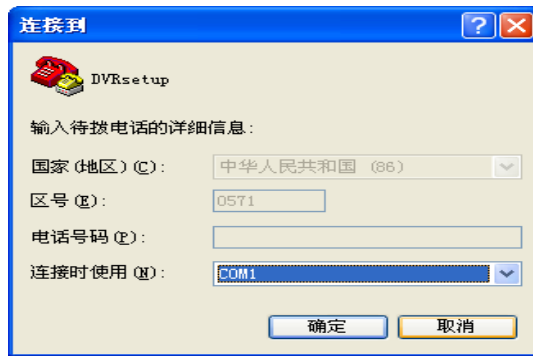 连接到
DVRsetup
输入待拨电话的详细信息:
国家(地区)(C): 中华人民共和国 (86)
区号(E): 0571
电话号码(P):
连接时使用(N): COM1
确定 取消